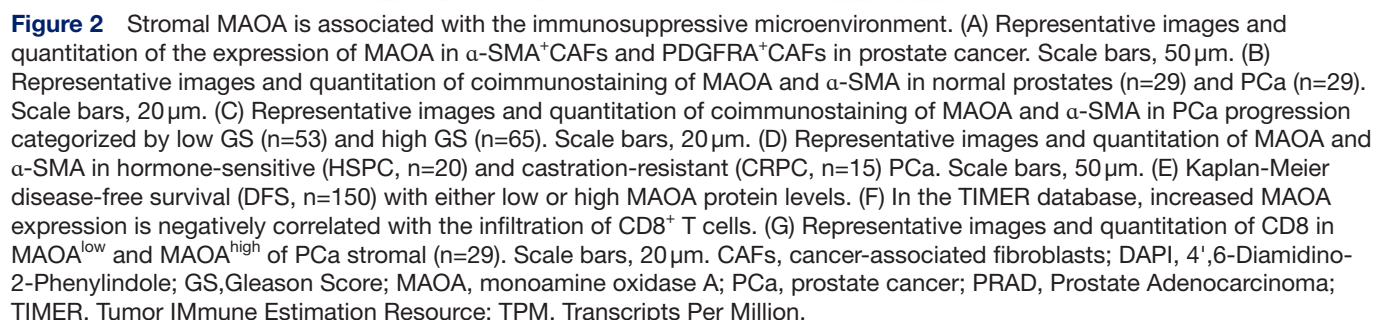 Figure 2 Stromal MAOA is associated with the immunosuppressive microenvironment. (A) Representative images and
quantitation of the expression of MAOA in α-SMA⁺CAFs and PDGFRA⁺CAFs in prostate cancer. Scale bars, 50 µm. (B)
Representative images and quantitation of coimmunostaining of MAOA and α-SMA in normal prostates (n=29) and PCa (n=29).
Scale bars, 20 µm. (C) Representative images and quantitation of coimmunostaining of MAOA and α-SMA in PCa progression
categorized by low GS (n=53) and high GS (n=65). Scale bars, 20 µm. (D) Representative images and quantitation of MAOA and
α-SMA in hormone-sensitive (HSPC, n=20) and castration-resistant (CRPC, n=15) PCa. Scale bars, 50 µm. (E) Kaplan-Meier
disease-free survival (DFS, n=150) with either low or high MAOA protein levels. (F) In the TIMER database, increased MAOA
expression is negatively correlated with the infiltration of CD8⁺ T cells. (G) Representative images and quantitation of CD8 in
MAOA^low and MAOA^high of PCa stromal (n=29). Scale bars, 20 µm. CAFs, cancer-associated fibroblasts; DAPI, 4',6-Diamidino-
2-Phenylindole; GS,Gleason Score; MAOA, monoamine oxidase A; PCa, prostate cancer; PRAD, Prostate Adenocarcinoma;
TIMER, Tumor IMmune Estimation Resource; TPM, Transcripts Per Million.